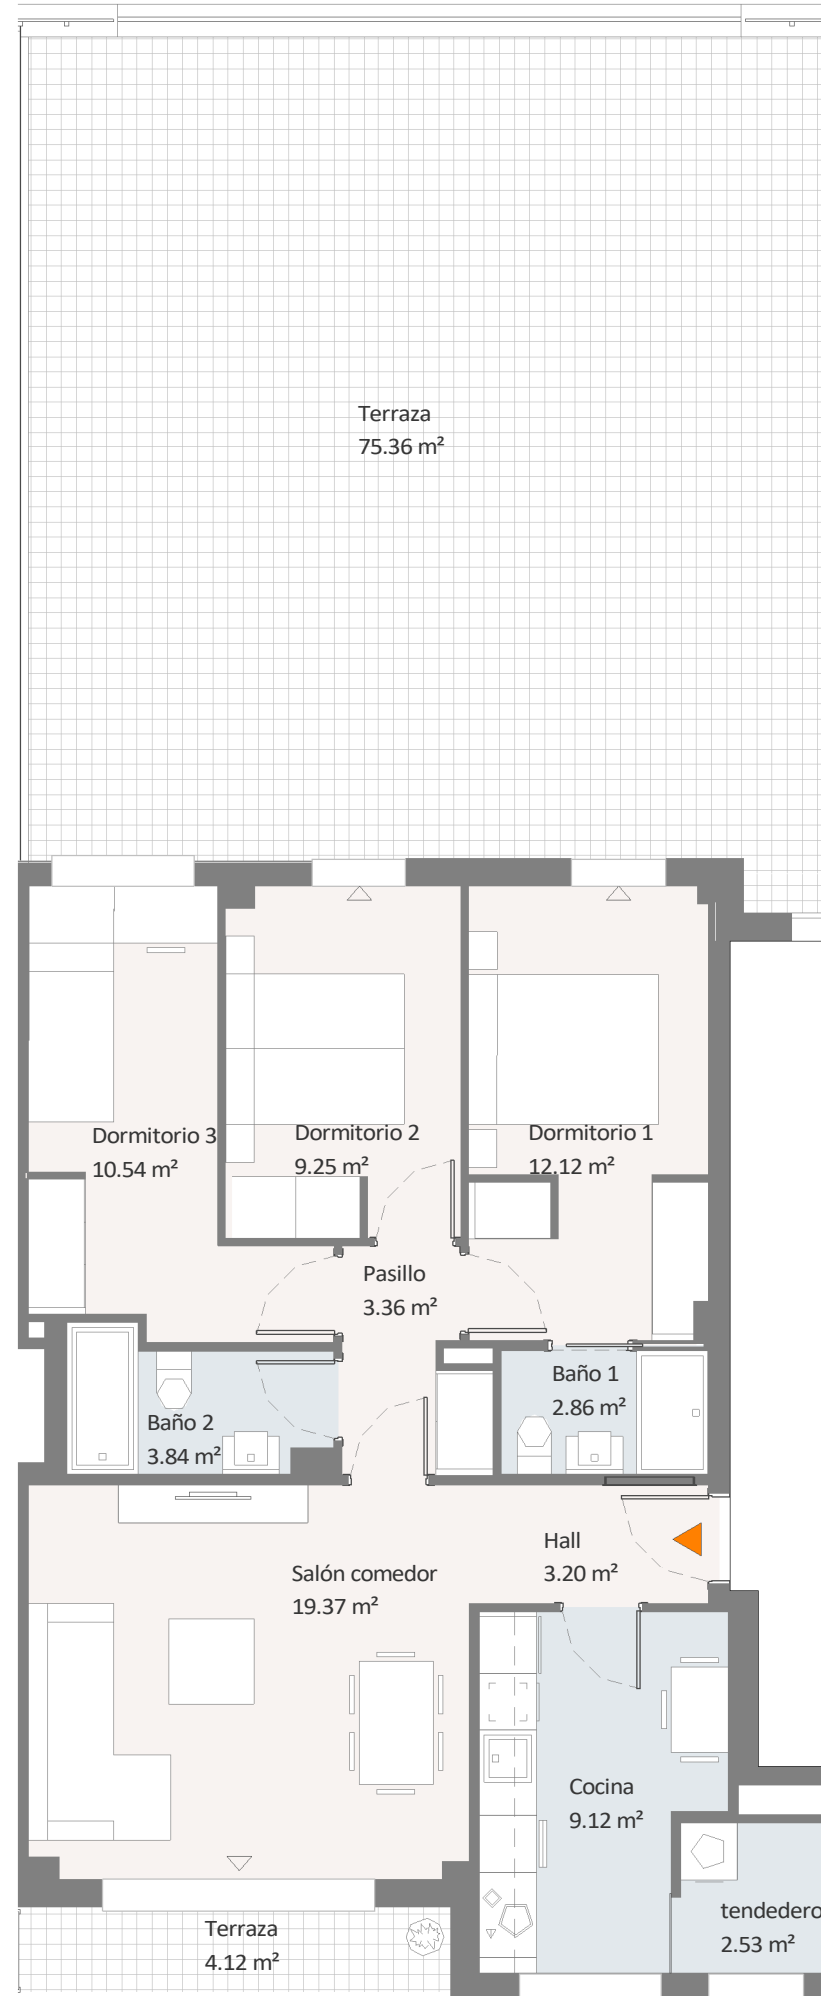 Terraza
75.36 m²
Dormitorio 3
10.54 m²
Dormitorio 2
9.25 m²
Dormitorio 1
12.12 m²
Pasillo
3.36 m²
Baño 1
2.86 m²
Baño 2
3.84 m²
Hall
3.20 m²
Salón comedor
19.37 m²
Cocina
9.12 m²
tendedero
2.53 m²
Terraza
4.12 m²